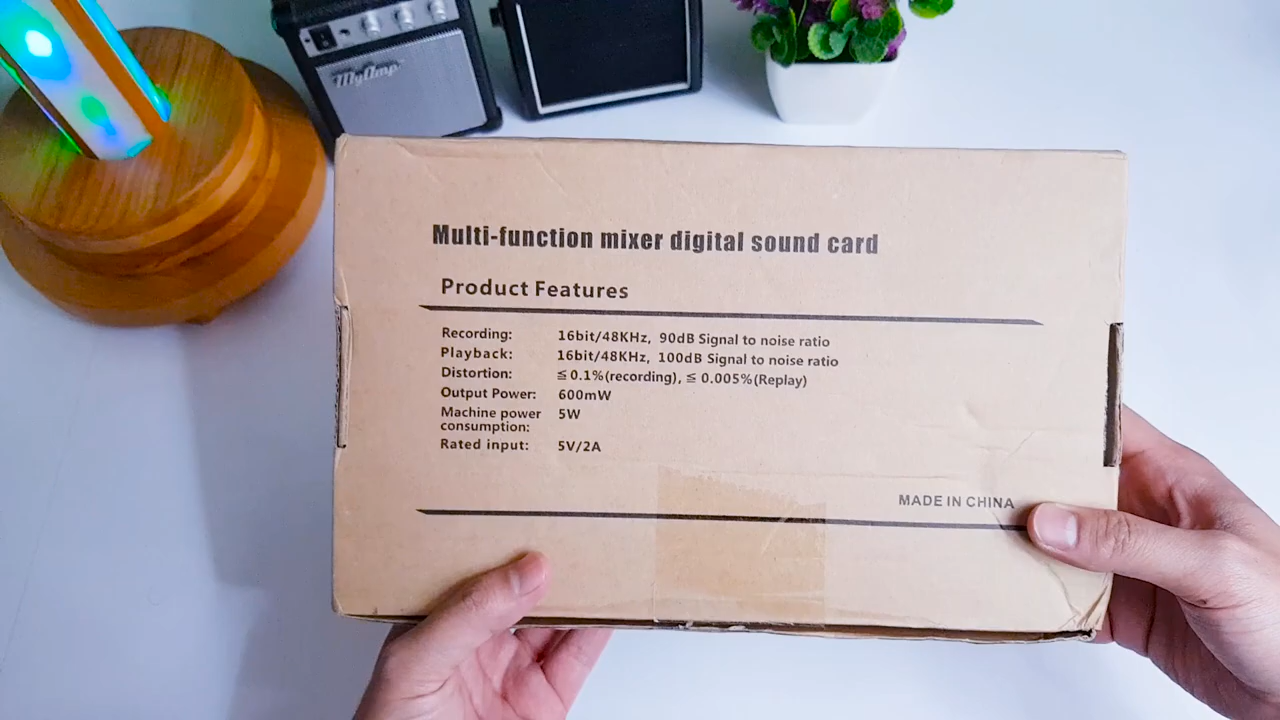 MyAmp
Multi-function mixer digital sound card
Product Features
Recording: 16bit/48KHz, 90dB Signal to noise ratio
Playback: 16bit/48KHz, 100dB Signal to noise ratio
Distortion: ≦0.1%(recording), ≦0.005%(Replay)
Output Power: 600mW
Machine power consumption: 5W
Rated input: 5V/2A
MADE IN CHINA